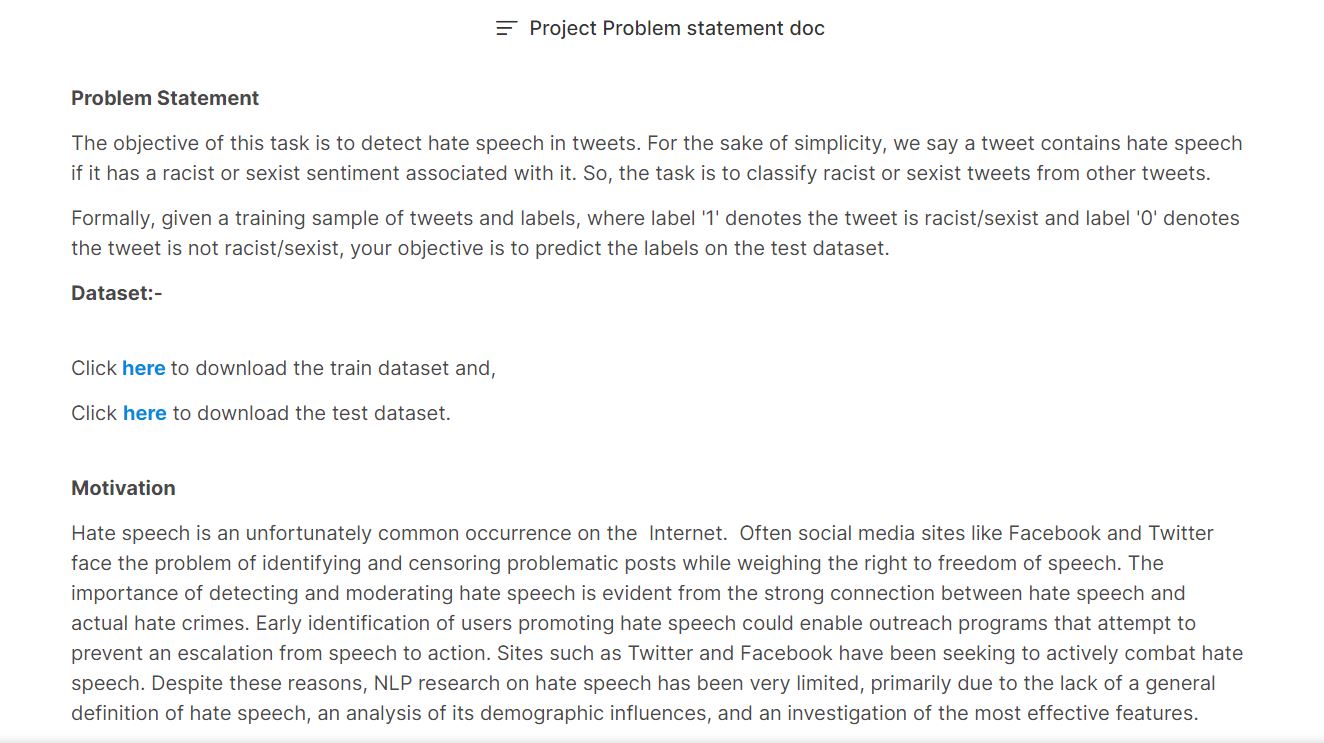 Project Problem statement doc
Problem Statement
The objective of this task is to detect hate speech in tweets. For the sake of simplicity, we say a tweet contains hate speech
if it has a racist or sexist sentiment associated with it. So, the task is to classify racist or sexist tweets from other tweets.
Formally, given a training sample of tweets and labels, where label '1' denotes the tweet is racist/sexist and label '0' denotes
the tweet is not racist/sexist, your objective is to predict the labels on the test dataset.
Dataset:-
Click here to download the train dataset and,
Click here to download the test dataset.
Motivation
Hate speech is an unfortunately common occurrence on the  Internet.  Often social media sites like Facebook and Twitter
face the problem of identifying and censoring problematic posts while weighing the right to freedom of speech. The
importance of detecting and moderating hate speech is evident from the strong connection between hate speech and
actual hate crimes. Early identification of users promoting hate speech could enable outreach programs that attempt to
prevent an escalation from speech to action. Sites such as Twitter and Facebook have been seeking to actively combat hate
speech. Despite these reasons, NLP research on hate speech has been very limited, primarily due to the lack of a general
definition of hate speech, an analysis of its demographic influences, and an investigation of the most effective features.